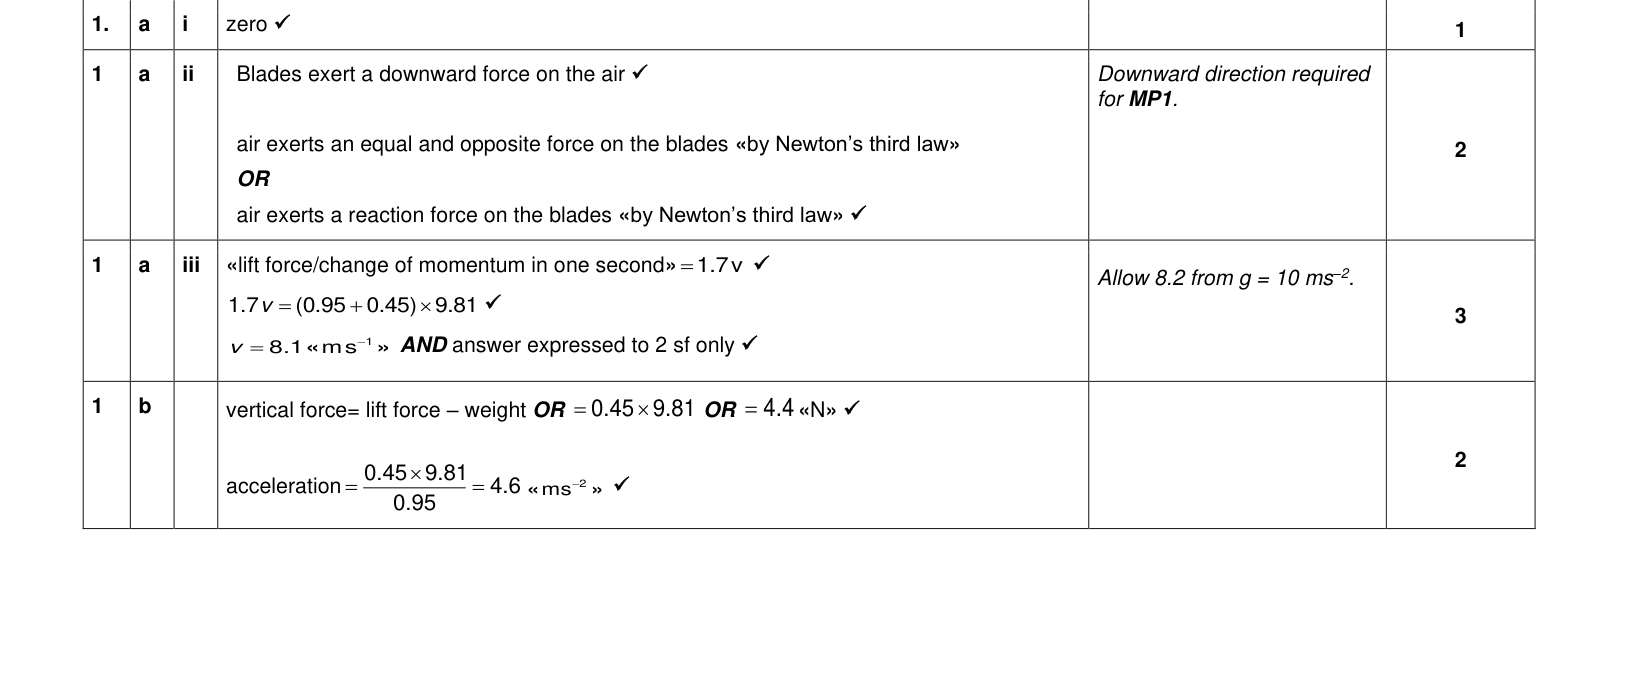 1. a i zero ✓ 1
1 a ii Blades exert a downward force on the air ✓ Downward direction required
for MP1.
air exerts an equal and opposite force on the blades «by Newton's third law»
2
OR
air exerts a reaction force on the blades «by Newton's third law» ✓
1 a iii «lift force/change of momentum in one second» = 1.7v ✓
Allow 8.2 from g = 10 ms⁻².
1.7v = (0.95 + 0.45) × 9.81 ✓
3
v = 8.1 «ms⁻¹» AND answer expressed to 2 sf only ✓
1 b vertical force= lift force – weight OR = 0.45 × 9.81 OR = 4.4 «N» ✓
2
acceleration = 0.45 × 9.81 / 0.95 = 4.6 «ms⁻²» ✓